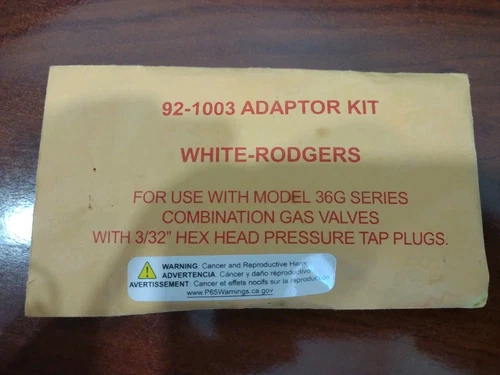 92-1003 ADAPTOR KIT
WHITE-RODGERS
FOR USE WITH MODEL 36G SERIES
COMBINATION GAS VALVES
WITH 3/32" HEX HEAD PRESSURE TAP PLUGS.
WARNING: Cancer and Reproductive Harm
ADVERTENCIA: Cáncer y daño reproductivo
AVERTISSEMENT: Cancer et effets nocifs sur la reproduction
www.P65Warnings.ca.gov